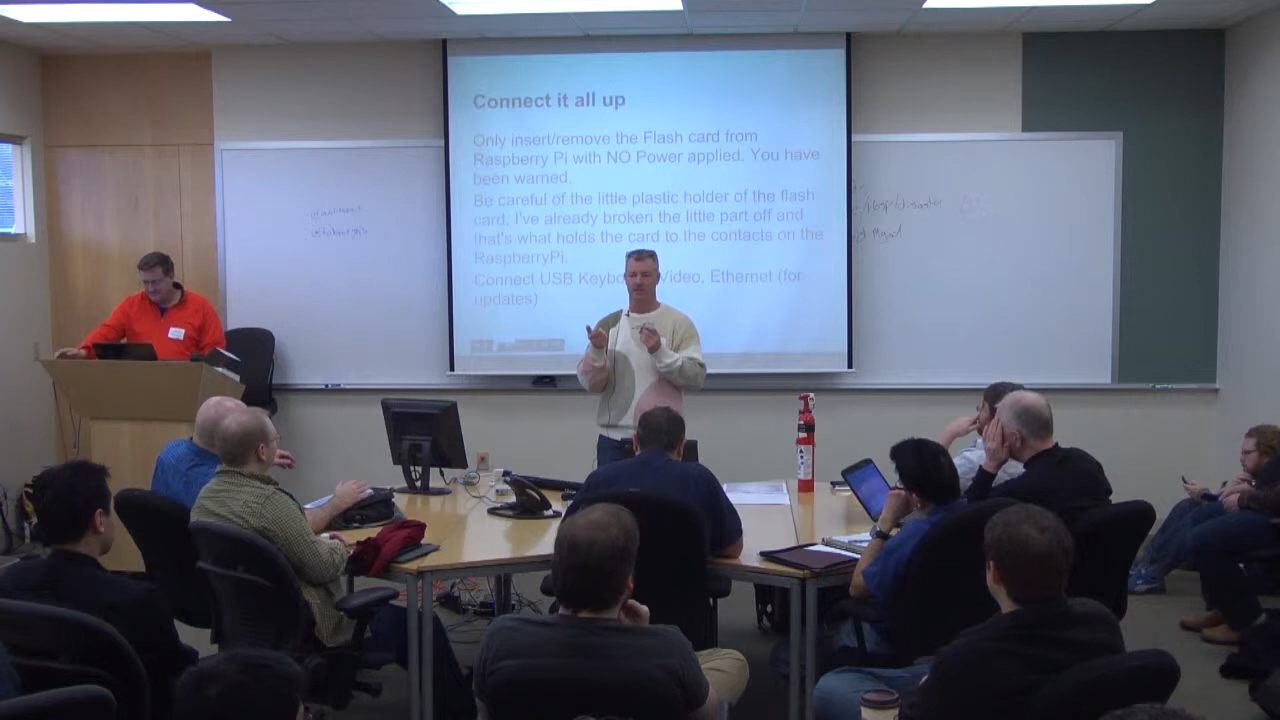 Connect it all up
Only insert/remove the Flash card from
Raspberry Pi with NO Power applied. You have
been warned.
Be careful of the little plastic holder of the flash
card, I've already broken the little part off and
that's what holds the card to the contacts on the
RaspberryPi.
Connect USB Video, Ethernet (for
updates)